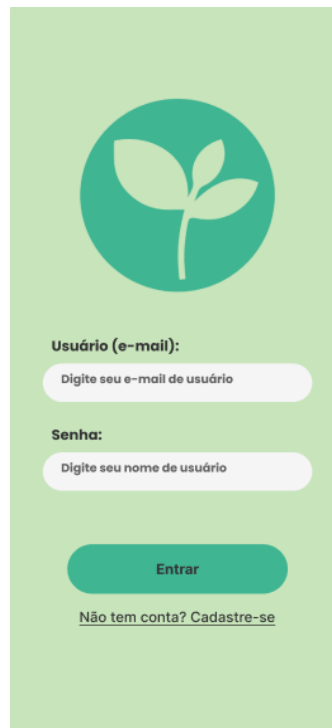 Usuário (e-mail):
Digite seu e-mail de usuário
Senha:
Digite seu nome de usuário
Entrar
Não tem conta? Cadastre-se